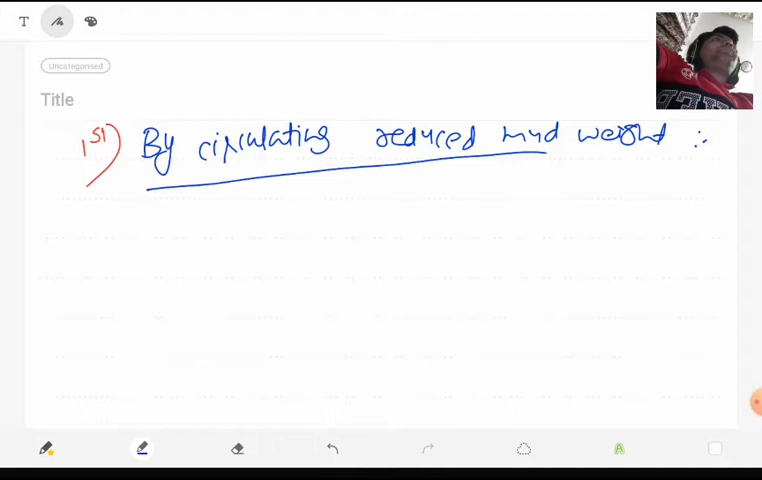 T
Uncategorised
Title
1st) By circulating reduced mud weight :-
A